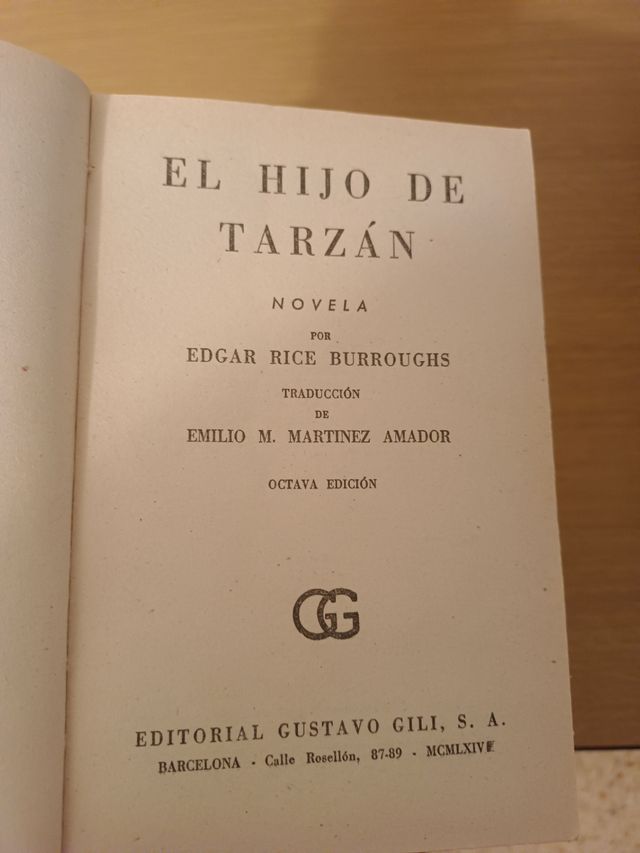 EL HIJO DE
TARZÁN
NOVELA
POR
EDGAR RICE BURROUGHS
TRADUCCIÓN
DE
EMILIO M. MARTINEZ AMADOR
OCTAVA EDICIÓN
GG
EDITORIAL GUSTAVO GILI, S. A.
BARCELONA - Calle Rosellón, 87-89 - MCMLXIV